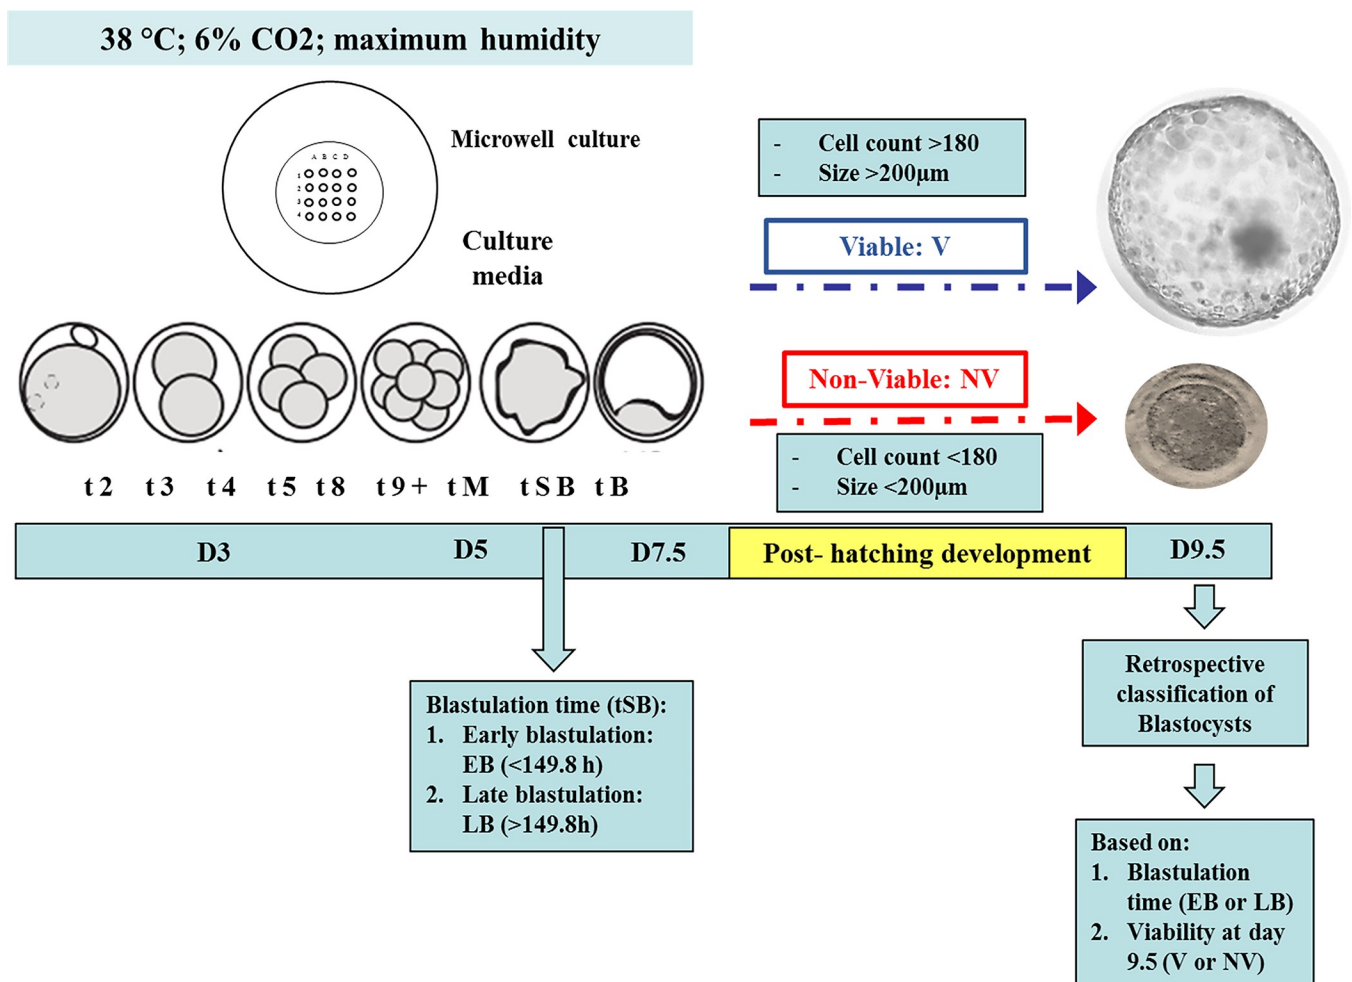 38 °C; 6% CO2; maximum humidity
Microwell culture
A B C D
1
2
3
4
Culture
media
- Cell count >180
- Size >200µm
Viable: V
Non-Viable: NV
- Cell count <180
- Size <200µm
t2 t3 t4 t5 t8 t9+ tM tSB tB
D3 D5 D7.5 Post- hatching development D9.5
Blastulation time (tSB):
1. Early blastulation:
EB (<149.8 h)
2. Late blastulation:
LB (>149.8h)
Retrospective
classification of
Blastocysts
Based on:
1. Blastulation
time (EB or LB)
2. Viability at day
9.5 (V or NV)